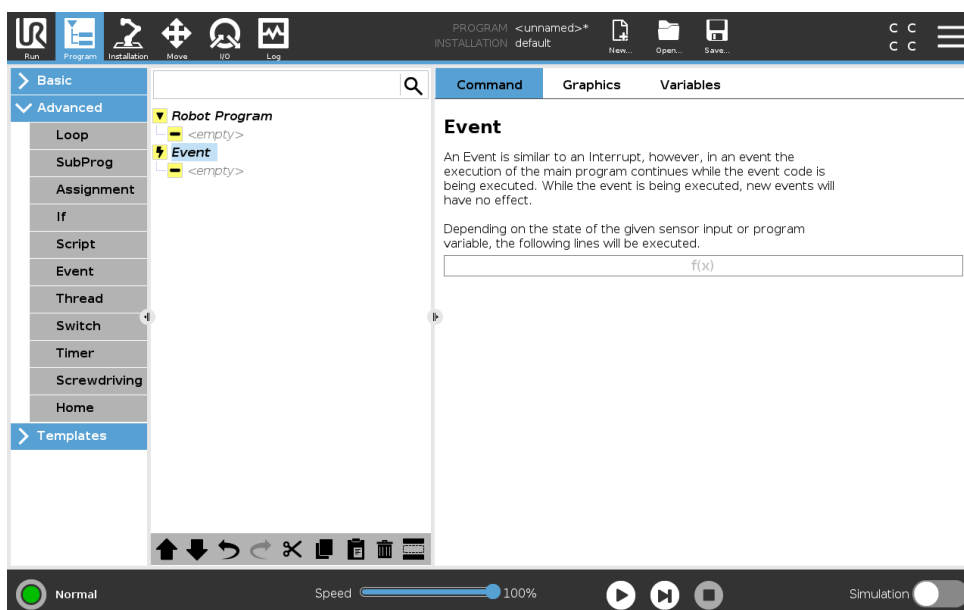 UR
Run
Program
Installation
Move
I/O
Log
PROGRAM <unnamed>*
INSTALLATION default
New...
Open...
Save...
C C
C C
Basic
Advanced
Loop
SubProg
Assignment
If
Script
Event
Thread
Switch
Timer
Screwdriving
Home
Templates
Robot Program
<empty>
Event
<empty>
Command Graphics Variables
Event
An Event is similar to an Interrupt, however, in an event the
execution of the main program continues while the event code is
being executed. While the event is being executed, new events will
have no effect.
Depending on the state of the given sensor input or program
variable, the following lines will be executed.
f(x)
Normal
Speed 100%
Simulation